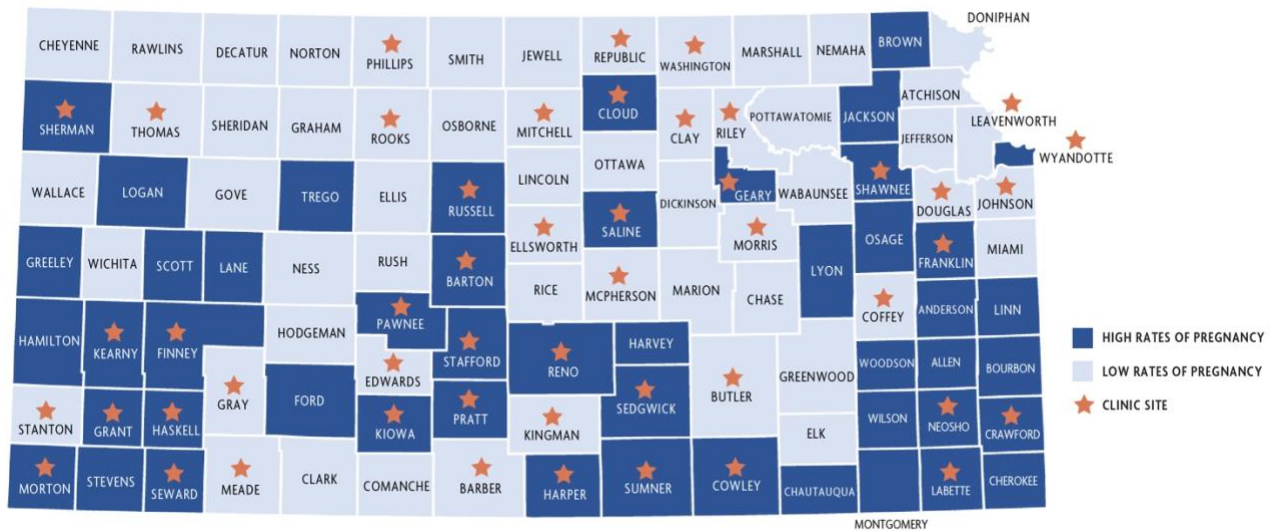 DONIPHAN
CHEYENNE
RAWLINS
DECATUR
NORTON
PHILLIPS
SMITH
JEWELL
REPUBLIC
WASHINGTON
MARSHALL
NEMAHA
BROWN
SHERMAN
THOMAS
SHERIDAN
GRAHAM
ROOKS
OSBORNE
MITCHELL
CLOUD
CLAY
RILEY
POTTAWATOMIE
JACKSON
ATCHISON
JEFFERSON
LEAVENWORTH
WYANDOTTE
WALLACE
LOGAN
GOVE
TREGO
ELLIS
RUSSELL
LINCOLN
OTTAWA
SALINE
DICKINSON
GEARY
WABAUNSEE
SHAWNEE
DOUGLAS
JOHNSON
GREELEY
WICHITA
SCOTT
LANE
NESS
RUSH
BARTON
ELLSWORTH
RICE
MCPHERSON
MARION
MORRIS
CHASE
LYON
OSAGE
FRANKLIN
MIAMI
HAMILTON
KEARNY
FINNEY
HODGEMAN
PAWNEE
STAFFORD
RENO
HARVEY
COFFEY
ANDERSON
LINN
STANTON
GRANT
HASKELL
GRAY
FORD
EDWARDS
KIOWA
PRATT
KINGMAN
SEDGWICK
BUTLER
GREENWOOD
ELK
WOODSON
ALLEN
BOURBON
WILSON
NEOSHO
CRAWFORD
MORTON
STEVENS
SEWARD
MEADE
CLARK
COMANCHE
BARBER
HARPER
SUMNER
COWLEY
CHAUTAUQUA
LABETTE
CHEROKEE
MONTGOMERY
HIGH RATES OF PREGNANCY
LOW RATES OF PREGNANCY
CLINIC SITE